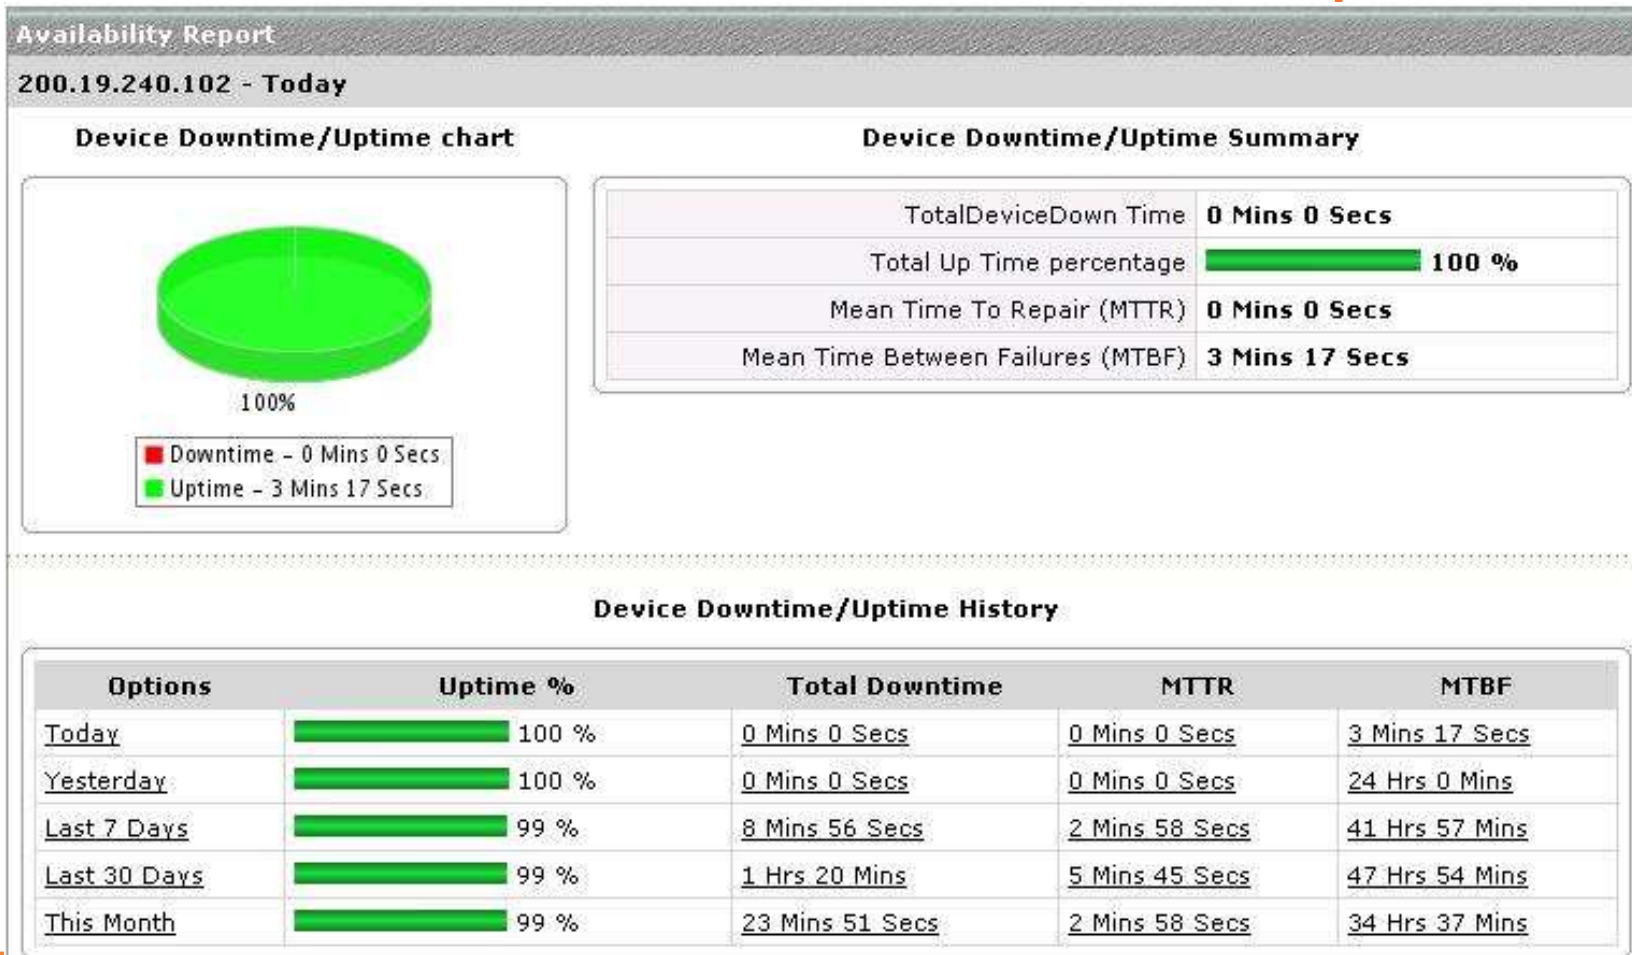 Availability Report
200.19.240.102 - Today
Device Downtime/Uptime chart
100%
Downtime – 0 Mins 0 Secs
Uptime – 3 Mins 17 Secs
Device Downtime/Uptime Summary
TotalDeviceDown Time 0 Mins 0 Secs
Total Up Time percentage 100 %
Mean Time To Repair (MTTR) 0 Mins 0 Secs
Mean Time Between Failures (MTBF) 3 Mins 17 Secs
Device Downtime/Uptime History
Options Uptime % Total Downtime MTTR MTBF
Today 100 % 0 Mins 0 Secs 0 Mins 0 Secs 3 Mins 17 Secs
Yesterday 100 % 0 Mins 0 Secs 0 Mins 0 Secs 24 Hrs 0 Mins
Last 7 Days 99 % 8 Mins 56 Secs 2 Mins 58 Secs 41 Hrs 57 Mins
Last 30 Days 99 % 1 Hrs 20 Mins 5 Mins 45 Secs 47 Hrs 54 Mins
This Month 99 % 23 Mins 51 Secs 2 Mins 58 Secs 34 Hrs 37 Mins